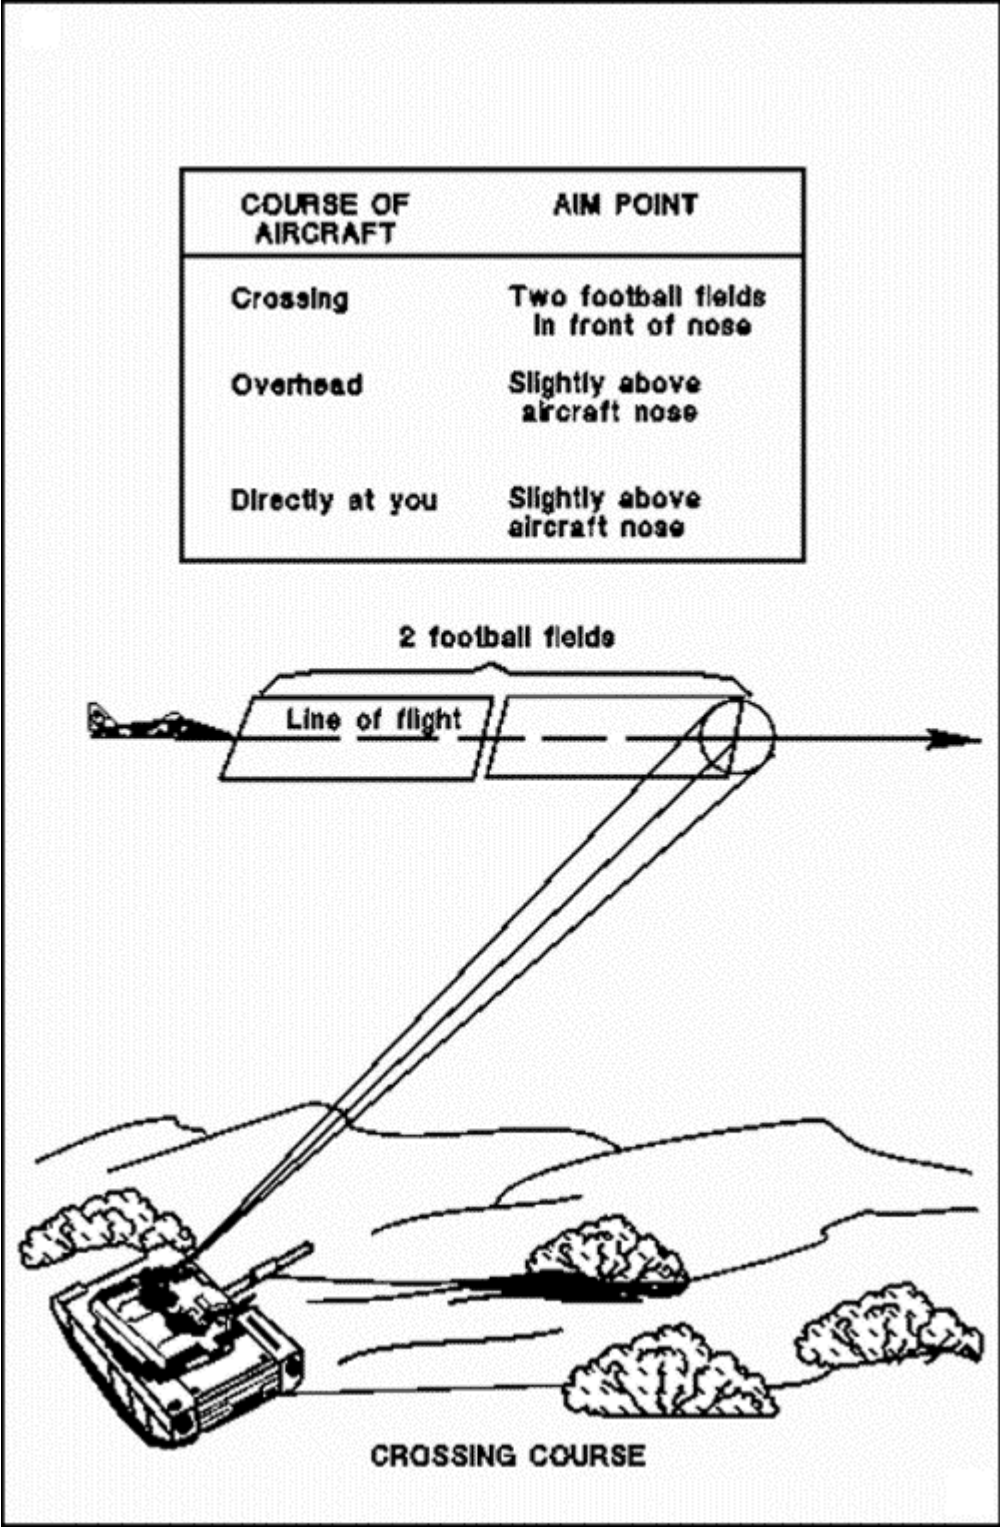 COURSE OF AIM POINT
AIRCRAFT
Crossing Two football fields
in front of nose
Overhead Slightly above
aircraft nose
Directly at you Slightly above
aircraft nose
2 football fields
Line of flight
CROSSING COURSE